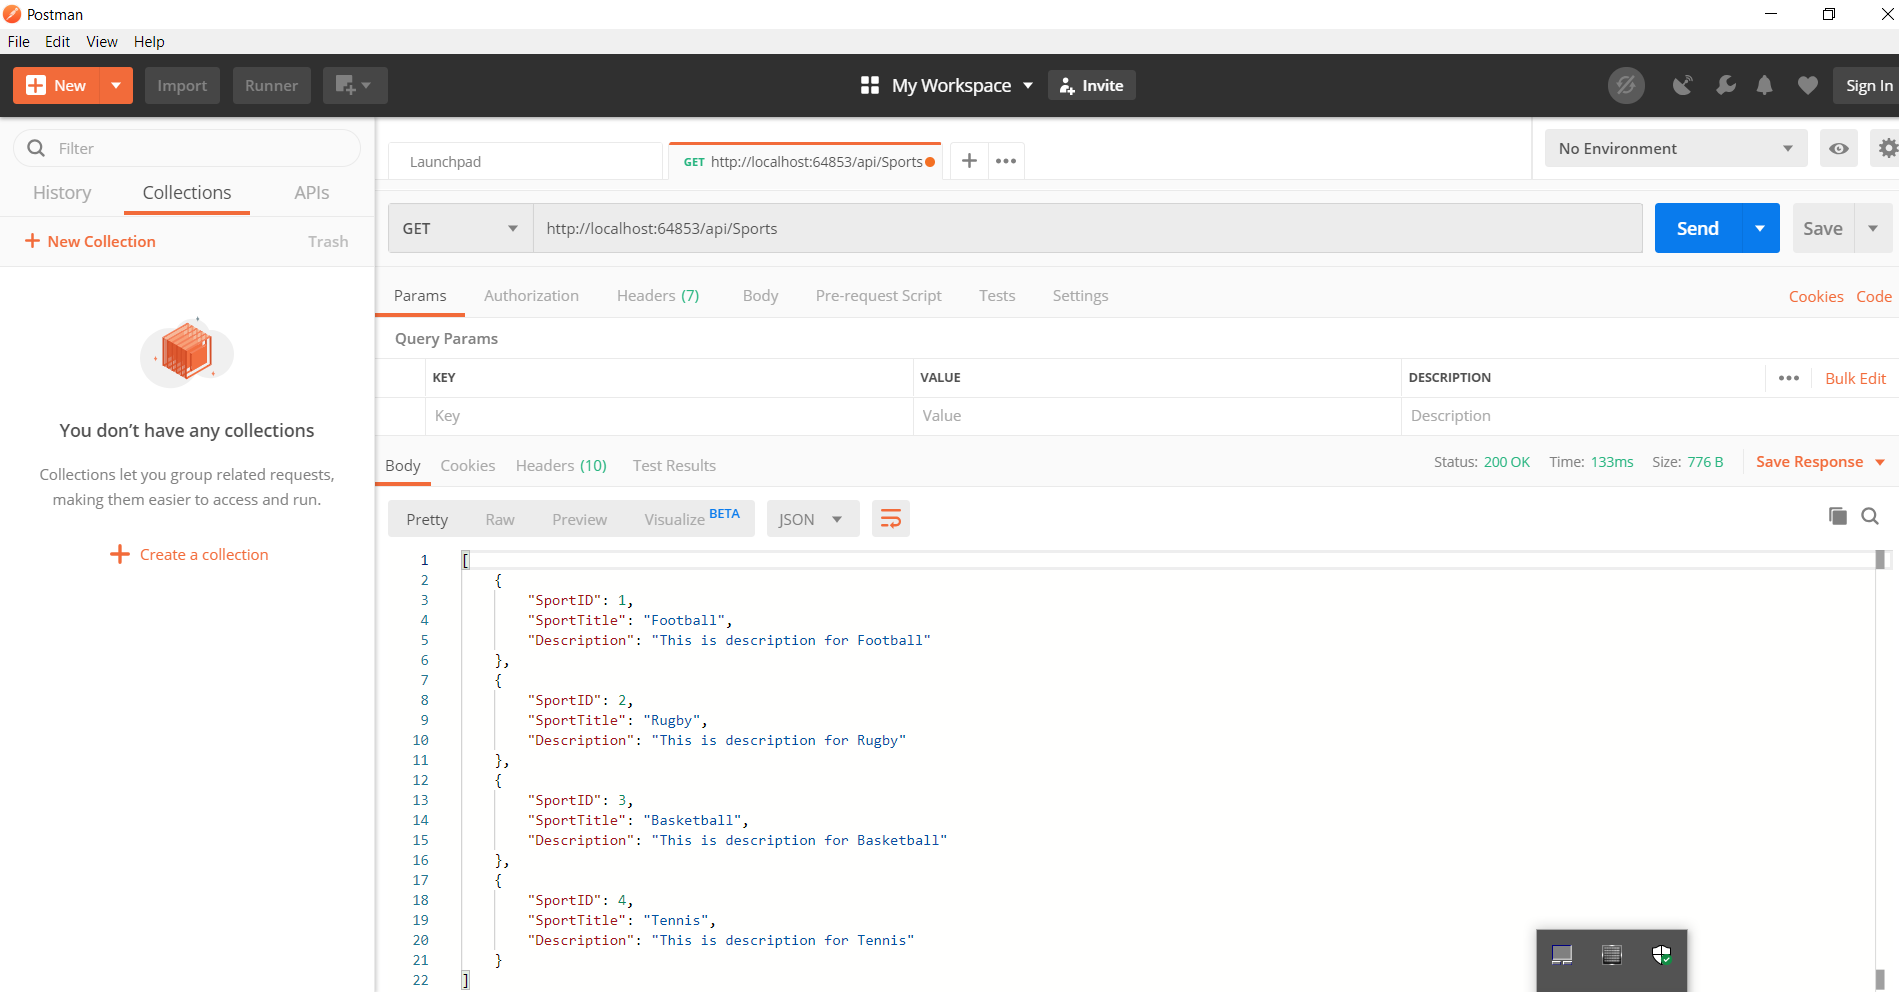 Postman
File Edit View Help
New Import Runner My Workspace Invite Sign In
Filter
History Collections APIs
New Collection Trash
You don't have any collections
Collections let you group related requests,
making them easier to access and run.
Create a collection
Launchpad GET http://localhost:64853/api/Sports No Environment
GET http://localhost:64853/api/Sports Send Save
Params Authorization Headers (7) Body Pre-request Script Tests Settings Cookies Code
Query Params
KEY VALUE DESCRIPTION Bulk Edit
Key Value Description
Body Cookies Headers (10) Test Results Status: 200 OK Time: 133ms Size: 776 B Save Response
Pretty Raw Preview Visualize BETA JSON
1 [
2 {
3 "SportID": 1,
4 "SportTitle": "Football",
5 "Description": "This is description for Football"
6 },
7 {
8 "SportID": 2,
9 "SportTitle": "Rugby",
10 "Description": "This is description for Rugby"
11 },
12 {
13 "SportID": 3,
14 "SportTitle": "Basketball",
15 "Description": "This is description for Basketball"
16 },
17 {
18 "SportID": 4,
19 "SportTitle": "Tennis",
20 "Description": "This is description for Tennis"
21 }
22 ]